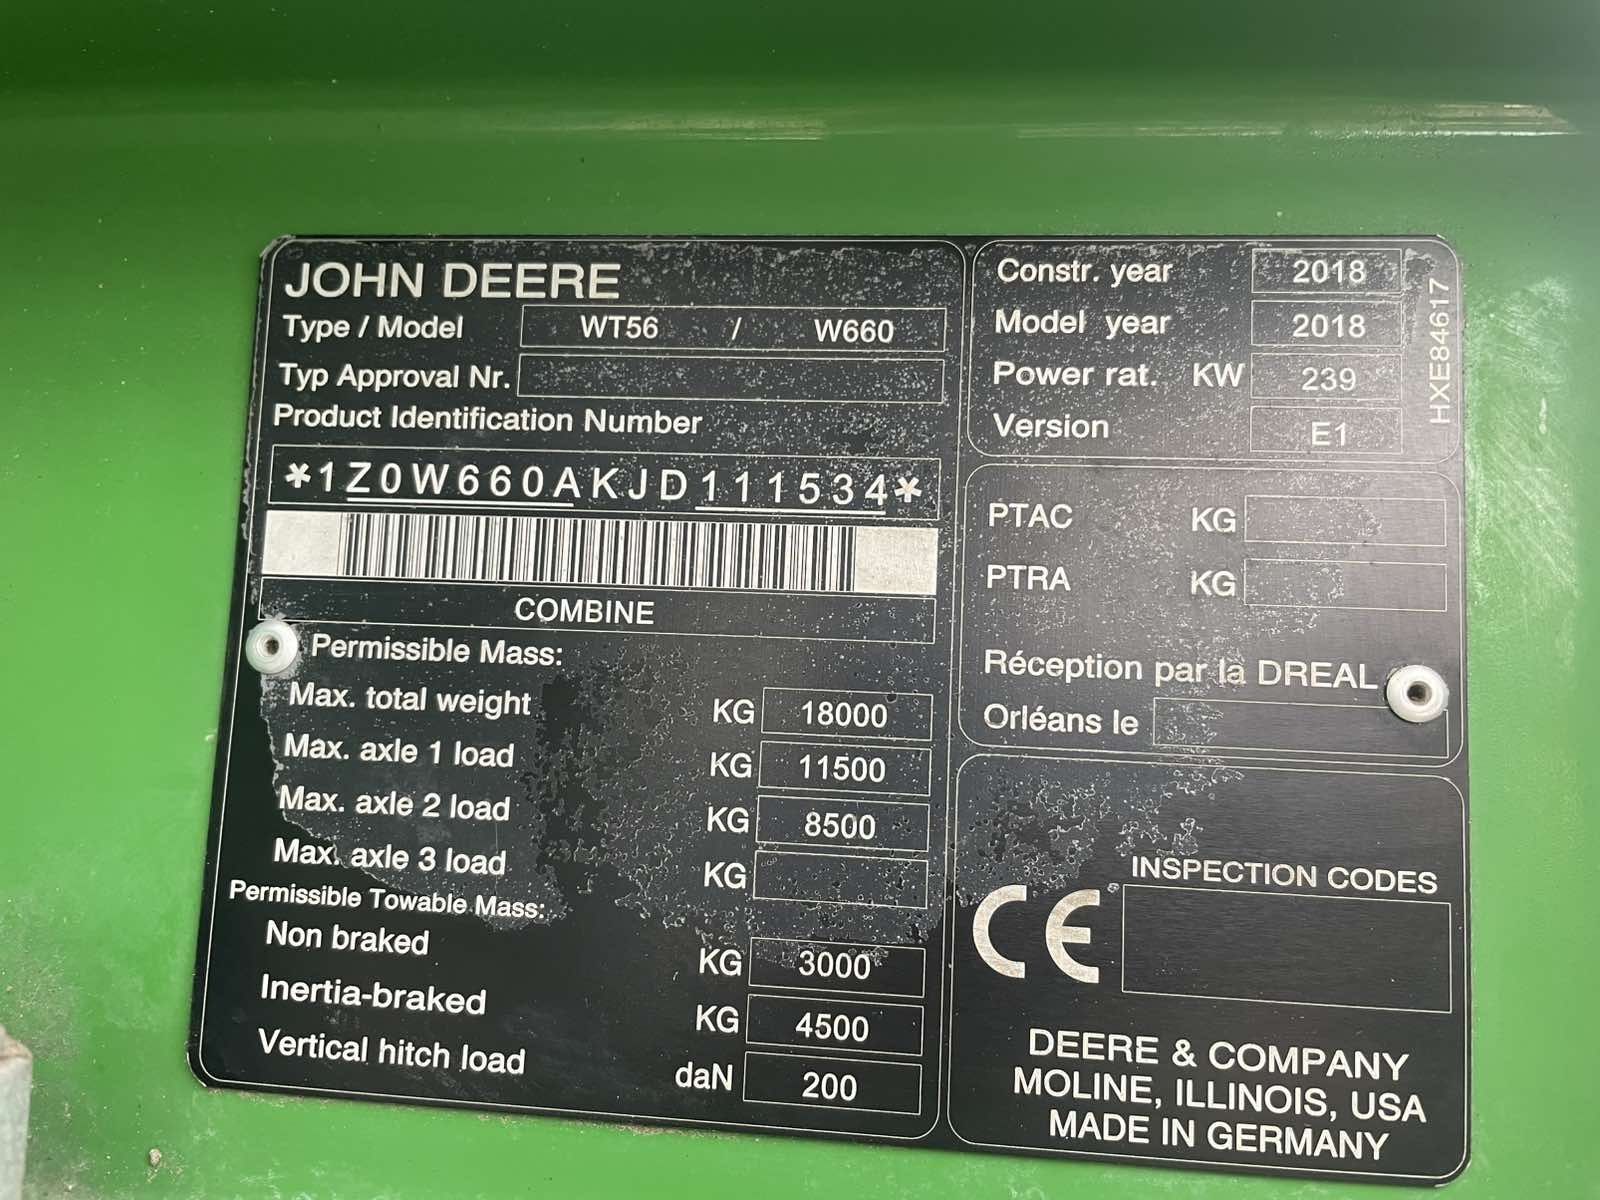 JOHN DEERE
Type / Model WT56 / W660
Typ Approval Nr.
Product Identification Number
*1Z0W660AKJD111534*
COMBINE
Permissible Mass:
Max. total weight KG 18000
Max. axle 1 load KG 11500
Max. axle 2 load KG 8500
Max. axle 3 load KG
Permissible Towable Mass:
Non braked KG 3000
Inertia-braked KG 4500
Vertical hitch load daN 200
Constr. year 2018
Model year 2018
Power rat. KW 239
Version E1
HXE84617
PTAC KG
PTRA KG
Réception par la DREAL
Orléans le
INSPECTION CODES
CE
DEERE & COMPANY
MOLINE, ILLINOIS, USA
MADE IN GERMANY